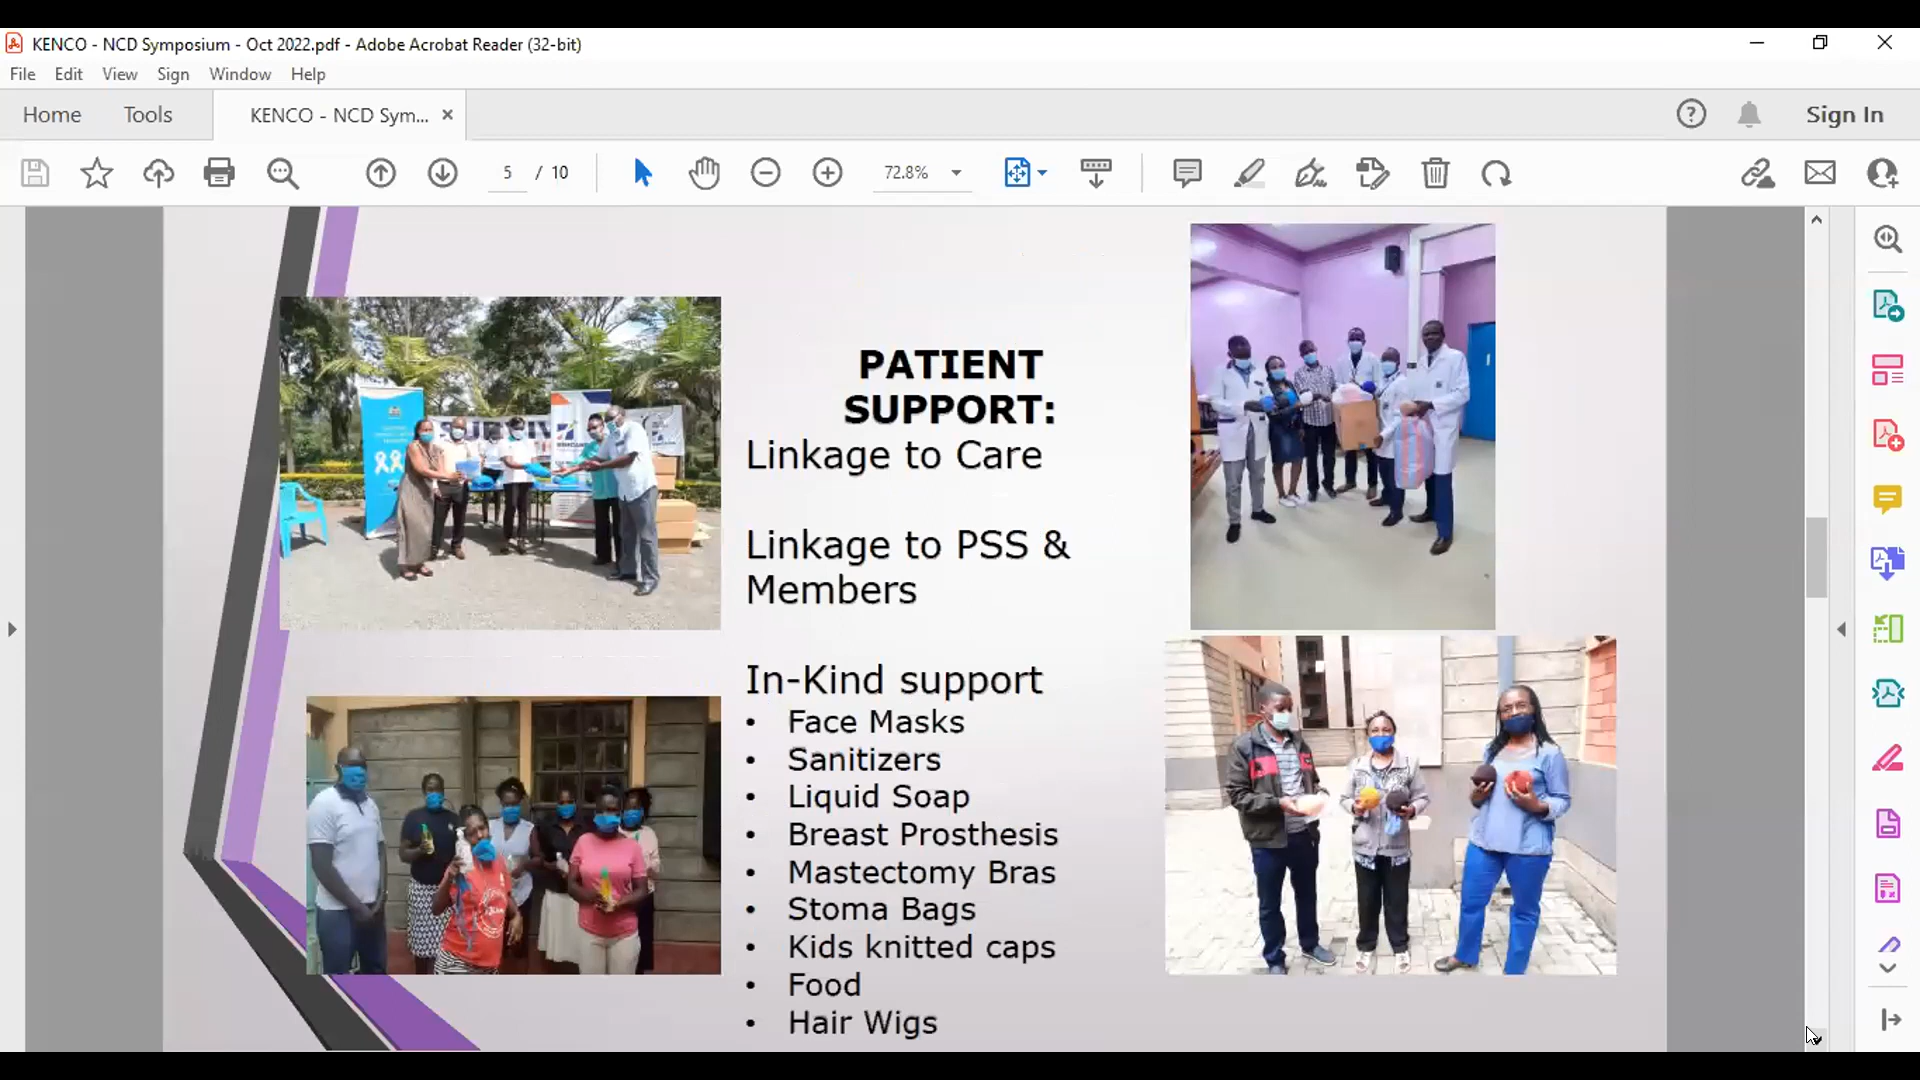 KENCO - NCD Symposium - Oct 2022.pdf - Adobe Acrobat Reader (32-bit)
File Edit View Sign Window Help
Home Tools KENCO - NCD Sym... Sign In
5 / 10 72.8%
PATIENT
SUPPORT:
Linkage to Care
Linkage to PSS &
Members
In-Kind support
• Face Masks
• Sanitizers
• Liquid Soap
• Breast Prosthesis
• Mastectomy Bras
• Stoma Bags
• Kids knitted caps
• Food
• Hair Wigs